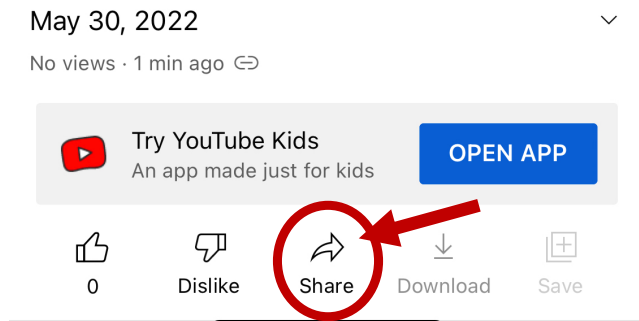 May 30, 2022
No views · 1 min ago
Try YouTube Kids
An app made just for kids
OPEN APP
0 Dislike Share Download Save